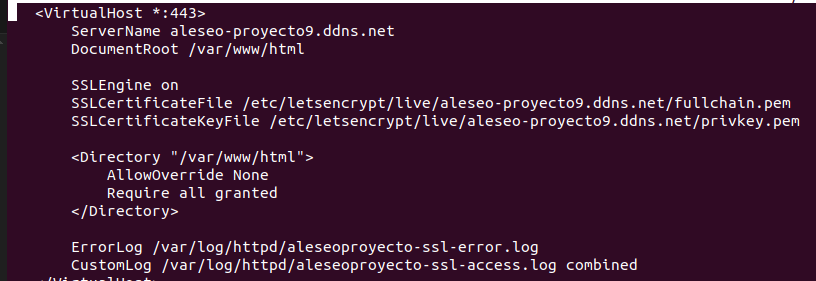 <VirtualHost *:443>
ServerName aleseo-proyecto9.ddns.net
DocumentRoot /var/www/html
SSLEngine on
SSLCertificateFile /etc/letsencrypt/live/aleseo-proyecto9.ddns.net/fullchain.pem
SSLCertificateKeyFile /etc/letsencrypt/live/aleseo-proyecto9.ddns.net/privkey.pem
<Directory "/var/www/html">
AllowOverride None
Require all granted
</Directory>
ErrorLog /var/log/httpd/aleseoproyecto-ssl-error.log
CustomLog /var/log/httpd/aleseoproyecto-ssl-access.log combined
</VirtualHost>